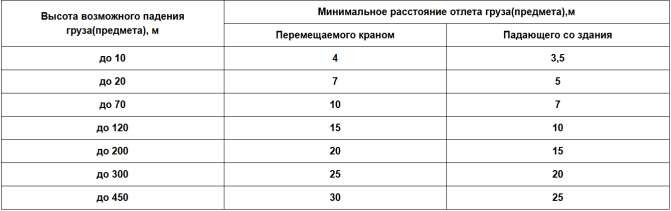 Высота возможного падения
груза(предмета), м
Минимальное расстояние отлета груза(предмета),м
Перемещаемого краном
Падающего со здания
до 10 4 3,5
до 20 7 5
до 70 10 7
до 120 15 10
до 200 20 15
до 300 25 20
до 450 30 25